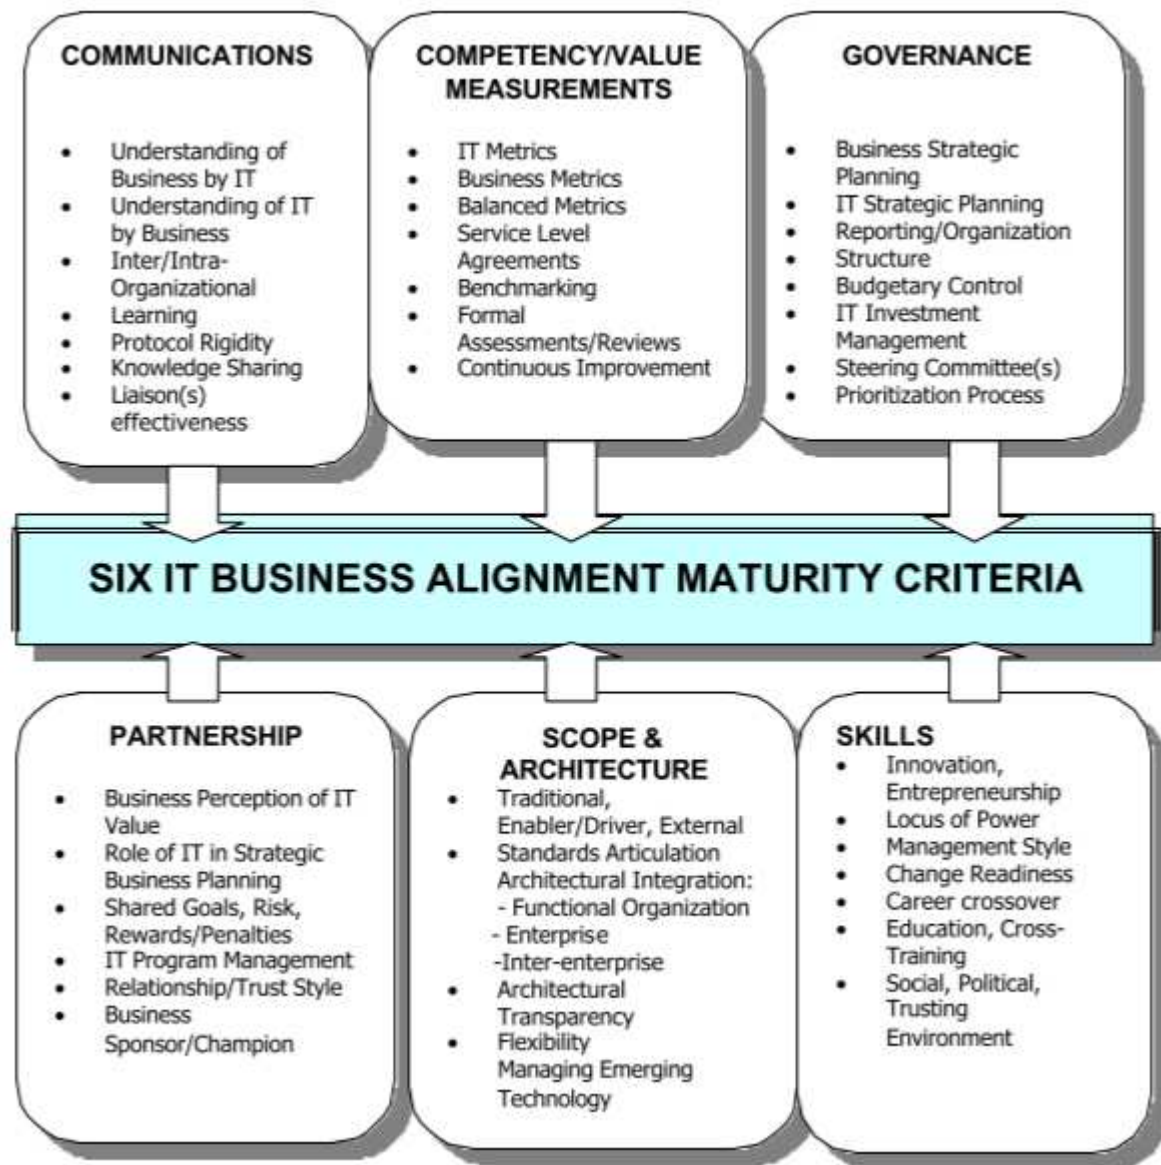 COMMUNICATIONS
• Understanding of
Business by IT
• Understanding of IT
by Business
• Inter/Intra-
Organizational
• Learning
• Protocol Rigidity
• Knowledge Sharing
• Liaison(s)
effectiveness
COMPETENCY/VALUE
MEASUREMENTS
• IT Metrics
• Business Metrics
• Balanced Metrics
• Service Level
Agreements
• Benchmarking
• Formal
Assessments/Reviews
• Continuous Improvement
GOVERNANCE
• Business Strategic
Planning
• IT Strategic Planning
• Reporting/Organization
• Structure
• Budgetary Control
• IT Investment
Management
• Steering Committee(s)
• Prioritization Process
SIX IT BUSINESS ALIGNMENT MATURITY CRITERIA
PARTNERSHIP
• Business Perception of IT
Value
• Role of IT in Strategic
Business Planning
• Shared Goals, Risk,
Rewards/Penalties
• IT Program Management
• Relationship/Trust Style
• Business
Sponsor/Champion
SCOPE &
ARCHITECTURE
• Traditional,
Enabler/Driver, External
• Standards Articulation
Architectural Integration:
- Functional Organization
- Enterprise
-Inter-enterprise
• Architectural
Transparency
• Flexibility
Managing Emerging
Technology
SKILLS
• Innovation,
Entrepreneurship
• Locus of Power
• Management Style
• Change Readiness
• Career crossover
• Education, Cross-
Training
• Social, Political,
Trusting
Environment